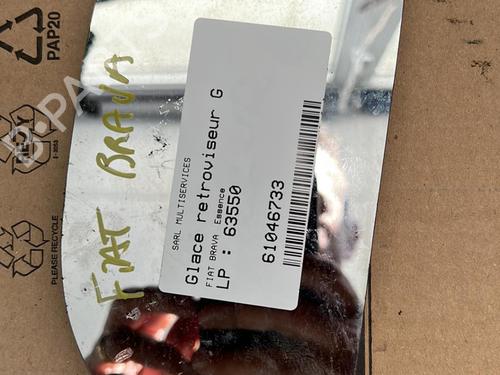 PAP20
PLEASE RECYCLE
FIAT BRAVA
SARL MULTISERVICES
Glace retroviseur G
FIAT BRAVA Essence
LP : 63550
61046733